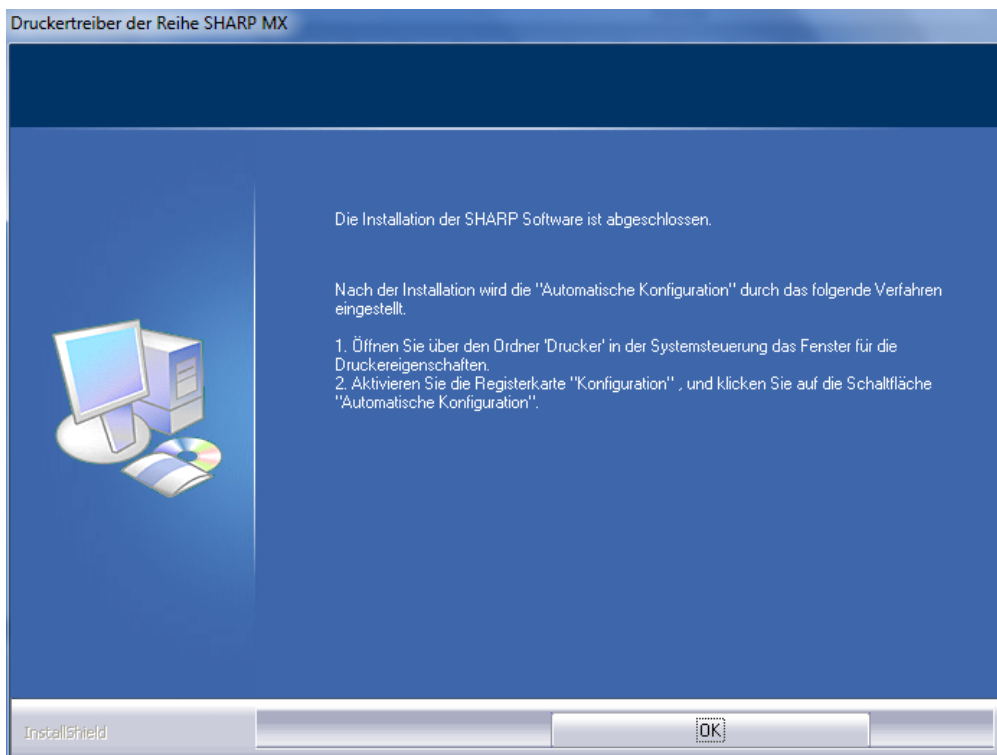 Druckertreiber der Reihe SHARP MX
Die Installation der SHARP Software ist abgeschlossen.
Nach der Installation wird die "Automatische Konfiguration" durch das folgende Verfahren
eingestellt.
1. Öffnen Sie über den Ordner 'Drucker' in der Systemsteuerung das Fenster für die
Druckereigenschaften.
2. Aktivieren Sie die Registerkarte "Konfiguration" , und klicken Sie auf die Schaltfläche
"Automatische Konfiguration".
InstallShield
OK